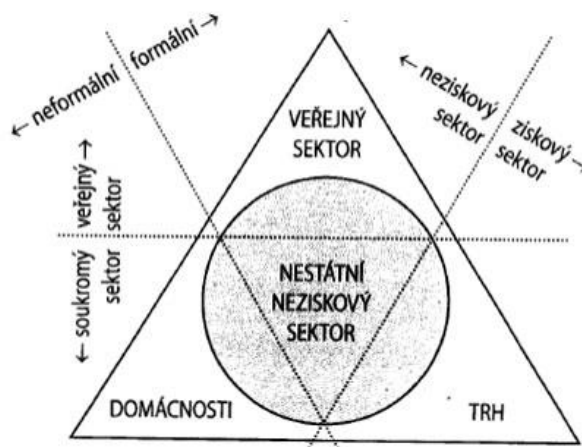 ← neformální formální →
← neziskový ziskový →
sektor sektor
VEŘEJNÝ
SEKTOR
← soukromý veřejný →
sektor sektor
NESTÁTNÍ
NEZISKOVÝ
SEKTOR
DOMÁCNOSTI
TRH